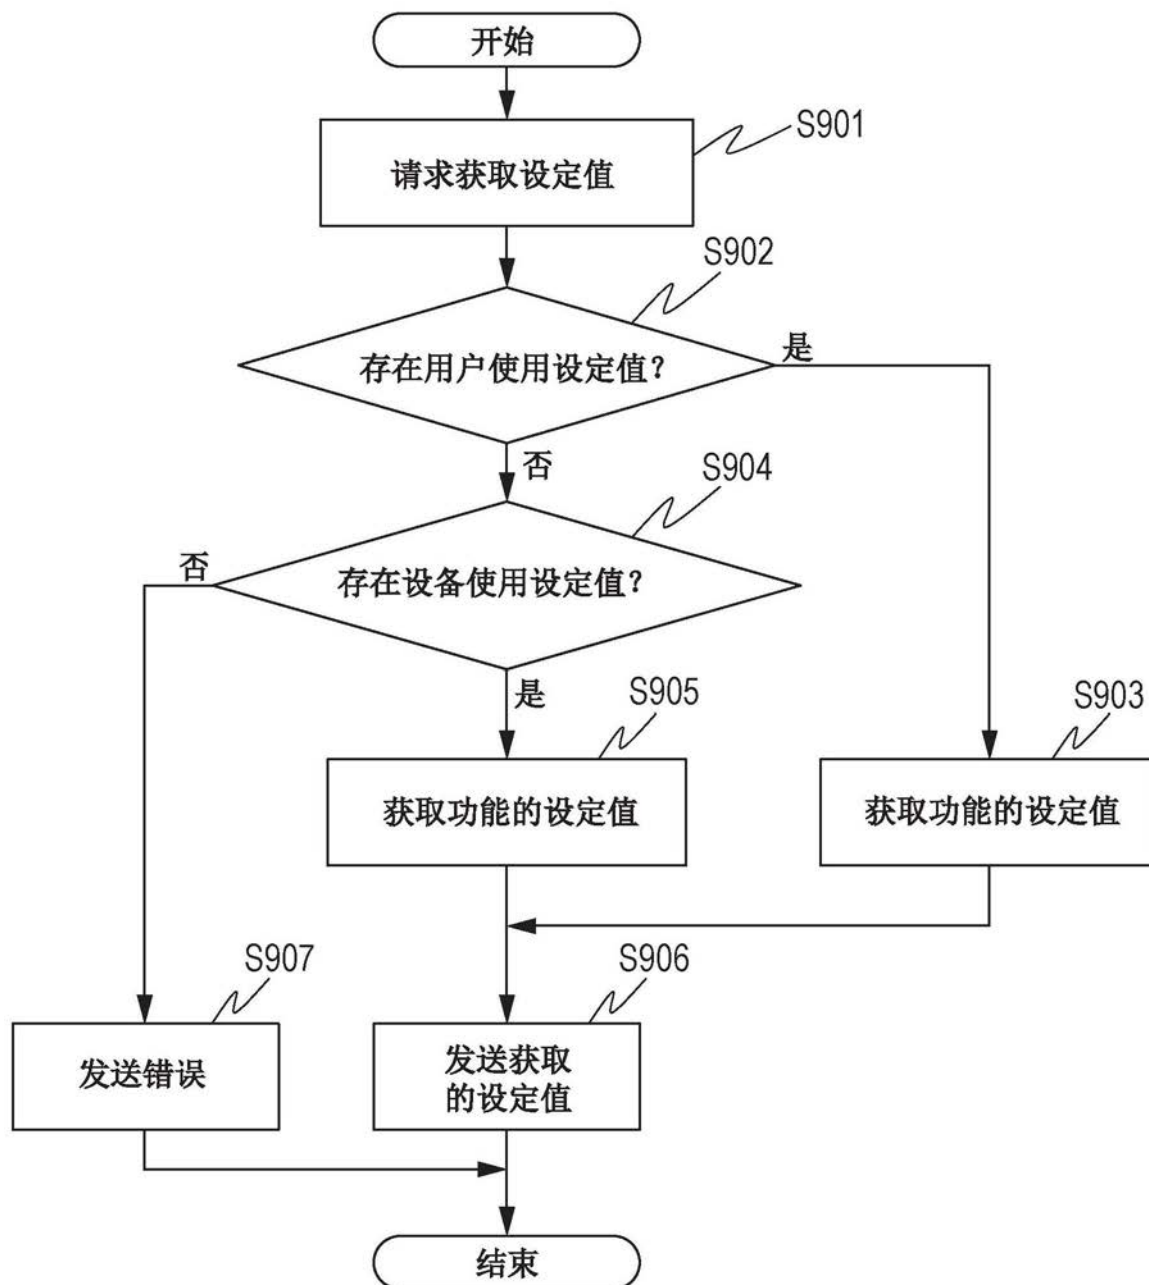 开始
S901
请求获取设定值
S902
存在用户使用设定值？
是
否
S904
否
存在设备使用设定值？
是
S905
S903
获取功能的设定值
获取功能的设定值
S907
S906
发送错误
发送获取
的设定值
结束